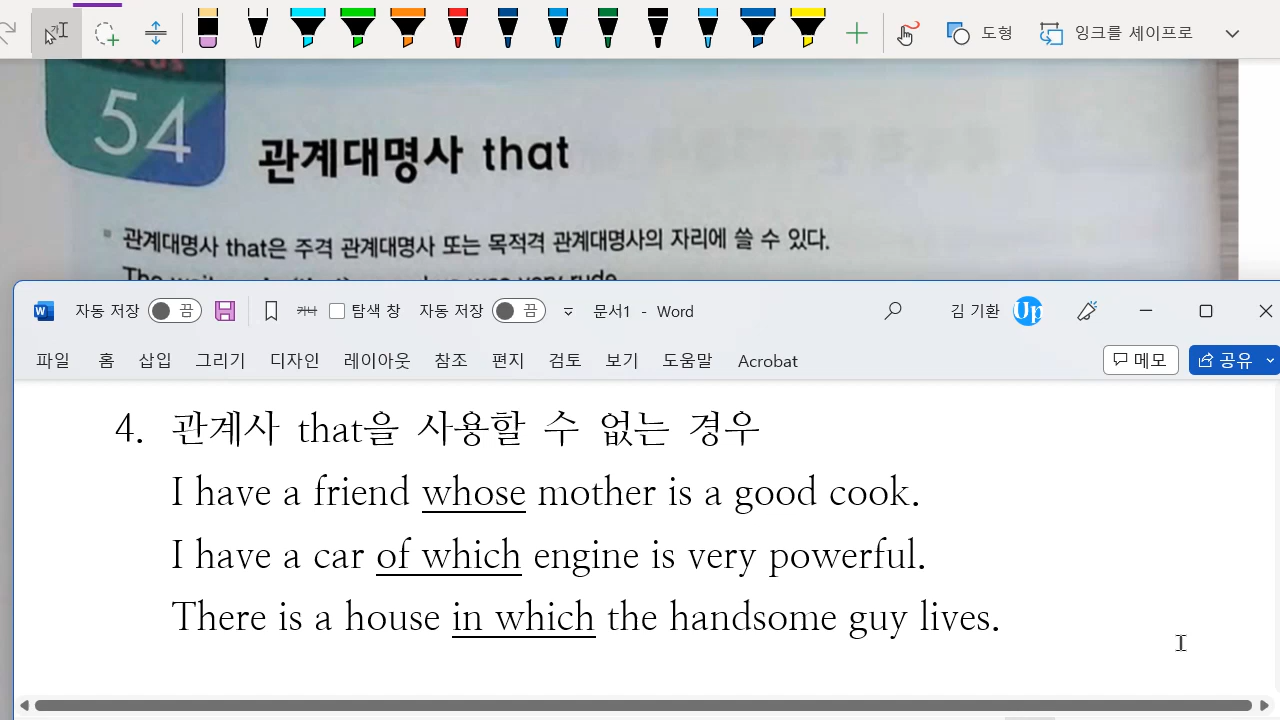 도형
잉크를 셰이프로
54
관계대명사 that
관계대명사 that은 주격 관계대명사 또는 목적격 관계대명사의 자리에 쓸 수 있다.
자동 저장 끔 가나 탐색 창 자동 저장 끔 문서1 - Word 김 기환 Up
파일 홈 삽입 그리기 디자인 레이아웃 참조 편지 검토 보기 도움말 Acrobat 메모 공유
4. 관계사 that을 사용할 수 없는 경우
I have a friend whose mother is a good cook.
I have a car of which engine is very powerful.
There is a house in which the handsome guy lives.